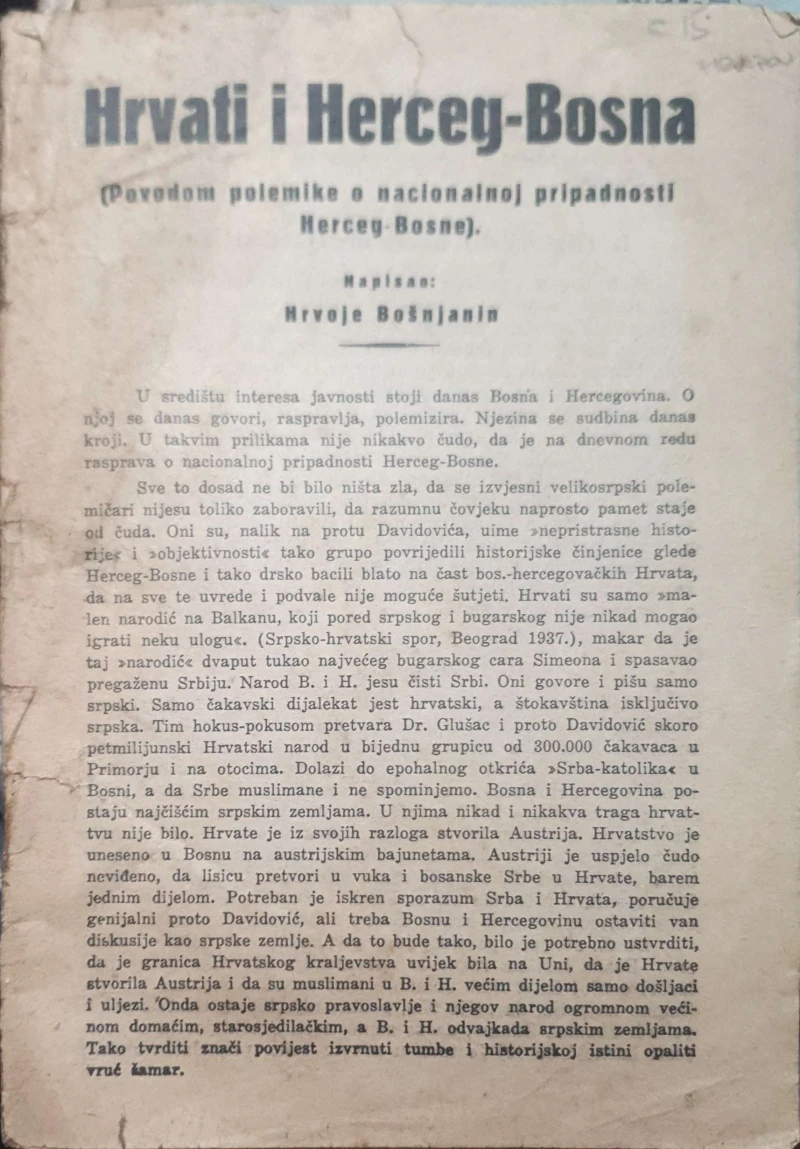 Hrvati i Herceg-Bosna
(Povodom polemike o nacionalnoj pripadnosti
Herceg-Bosne).
Napisao:
Hrvoje Bošnjanin
U središtu interesa javnosti stoji danas Bosna i Hercegovina. O
njoj se danas govori, raspravlja, polemizira. Njezina se sudbina danas
kroji. U takvim prilikama nije nikakvo čudo, da je na dnevnom redu
rasprava o nacionalnoj pripadnosti Herceg-Bosne.
Sve to dosad ne bi bilo ništa zla, da se izvjesni velikosrpski pole-
mičari nijesu toliko zaboravili, da razumnu čovjeku naprosto pamet staje
od čuda. Oni su, nalik na protu Davidovića, uime »nepristrasne histo-
rije« i »objektivnosti« tako grupo povrijedili historijske činjenice glede
Herceg-Bosne i tako drsko bacili blato na čast bos.-hercegovačkih Hrvata,
da na sve te uvrede i podvale nije moguće šutjeti. Hrvati su samo »ma-
len narodić na Balkanu, koji pored srpskog i bugarskog nije nikad mogao
igrati neku ulogu«. (Srpsko-hrvatski spor, Beograd 1937.), makar da je
taj »narodić« dvaput tukao najvećeg bugarskog cara Simeona i spasavao
pregaženu Srbiju. Narod B. i H. jesu čisti Srbi. Oni govore i pišu samo
srpski. Samo čakavski dijalekat jest hrvatski, a štokavština isključivo
srpska. Tim hokus-pokusom pretvara Dr. Glušac i proto Davidović skoro
petmilijunski Hrvatski narod u bijednu grupicu od 300.000 čakavaca u
Primorju i na otocima. Dolazi do epohalnog otkrića »Srba-katolika« u
Bosni, a da Srbe muslimane i ne spominjemo. Bosna i Hercegovina po-
staju najčišćim srpskim zemljama. U njima nikad i nikakva traga hrvat-
tvu nije bilo. Hrvate je iz svojih razloga stvorila Austrija. Hrvatstvo je
uneseno u Bosnu na austrijskim bajunetama. Austriji je uspjelo čudo
neviđeno, da lisicu pretvori u vuka i bosanske Srbe u Hrvate, barem
jednim dijelom. Potreban je iskren sporazum Srba i Hrvata, poručuje
genijalni proto Davidović, ali treba Bosnu i Hercegovinu ostaviti van
diskusije kao srpske zemlje. A da to bude tako, bilo je potrebno ustvrditi,
da je granica Hrvatskog kraljevstva uvijek bila na Uni, da je Hrvate
stvorila Austrija i da su muslimani u B. i H. većim dijelom samo došljaci
i uljezi. Onda ostaje srpsko pravoslavlje i njegov narod ogromnom veći-
nom domaćim, starosjedilačkim, a B. i H. odvajkada srpskim zemljama.
Tako tvrditi znači povijest izvrnuti tumbe i historijskoj istini opaliti
vruć šamar.